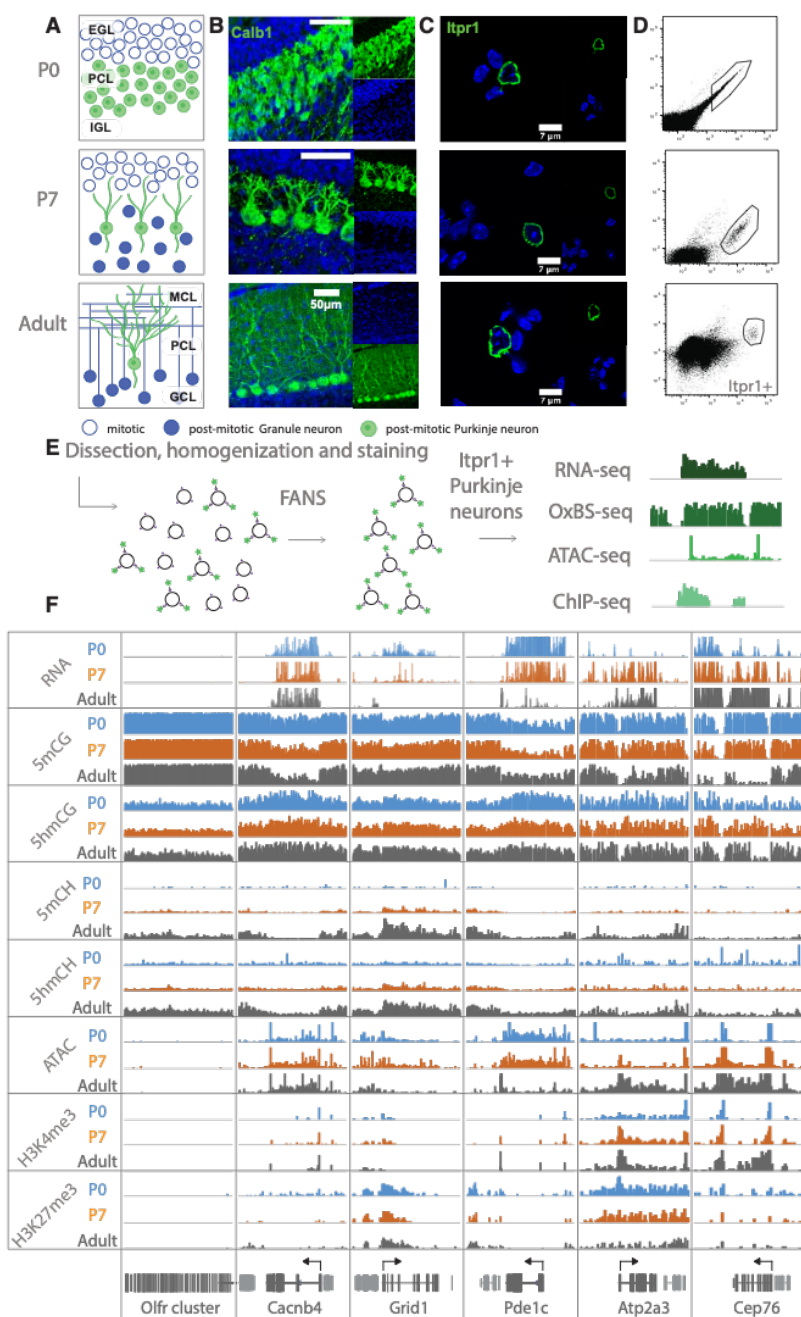 A
B
C
D
P0
EGL
PCL
IGL
Calb1
Itpr1
7 µm
P7
7 µm
Adult
MCL
PCL
GCL
50µm
7 µm
Itpr1+
mitotic
post-mitotic Granule neuron
post-mitotic Purkinje neuron
E
Dissection, homogenization and staining
FANS
Itpr1+
Purkinje
neurons
RNA-seq
OxBS-seq
ATAC-seq
ChIP-seq
F
RNA
P0
P7
Adult
5mCG
P0
P7
Adult
5hmCG
P0
P7
Adult
5mCH
P0
P7
Adult
5hmCH
P0
P7
Adult
ATAC
P0
P7
Adult
H3K4me3
P0
P7
Adult
H3K27me3
P0
P7
Adult
Olfr cluster
Cacnb4
Grid1
Pde1c
Atp2a3
Cep76